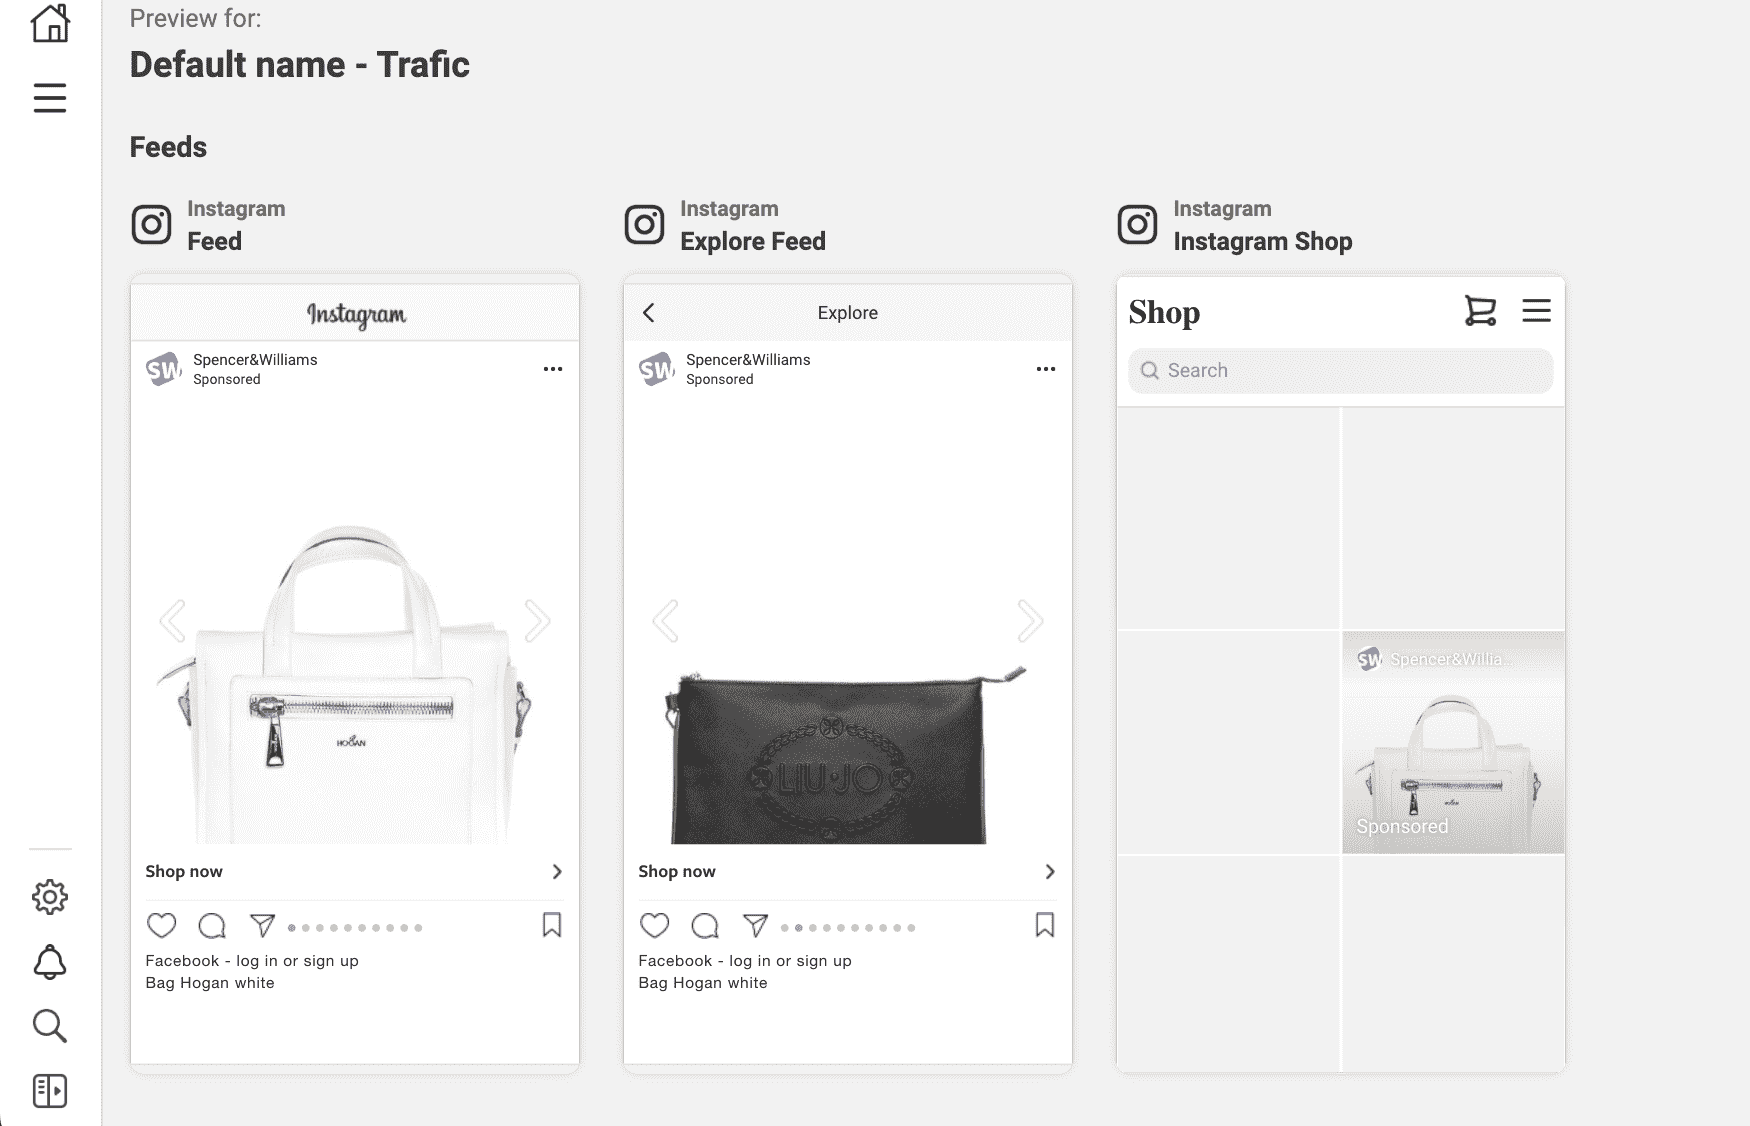 Preview for:
Default name - Trafic
Feeds
Instagram
Feed
Instagram
Spencer&Williams
Sponsored
HOGAN
Shop now
Facebook - log in or sign up
Bag Hogan white
Instagram
Explore Feed
Explore
Spencer&Williams
Sponsored
LIU·JO
Shop now
Facebook - log in or sign up
Bag Hogan white
Instagram
Instagram Shop
Shop
Search
SW Spencer&Willia...
Sponsored
SW
SW